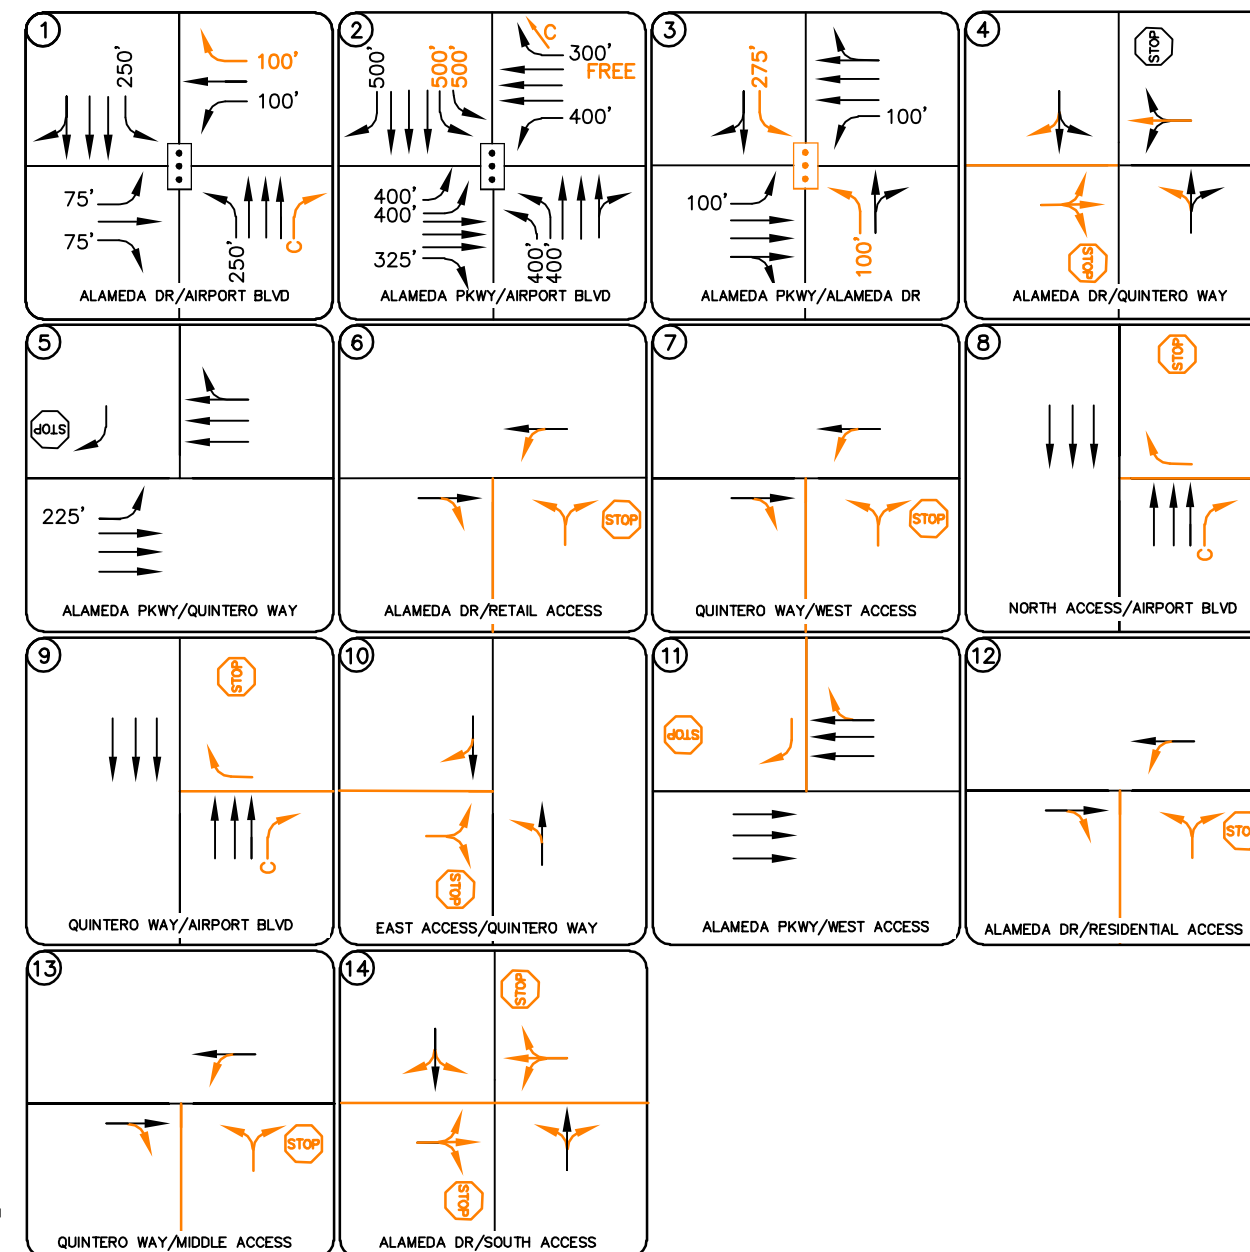 1
250'
100'
100'
75'
75'
250'
C
ALAMEDA DR/AIRPORT BLVD
2
500'
500'
500'
C
300'
FREE
400'
400'
400'
325'
400'
400'
ALAMEDA PKWY/AIRPORT BLVD
3
275'
100'
100'
100'
ALAMEDA PKWY/ALAMEDA DR
4
STOP
STOP
ALAMEDA DR/QUINTERO WAY
5
STOP
225'
ALAMEDA PKWY/QUINTERO WAY
6
STOP
ALAMEDA DR/RETAIL ACCESS
7
STOP
QUINTERO WAY/WEST ACCESS
8
STOP
C
NORTH ACCESS/AIRPORT BLVD
9
STOP
C
QUINTERO WAY/AIRPORT BLVD
10
STOP
EAST ACCESS/QUINTERO WAY
11
STOP
ALAMEDA PKWY/WEST ACCESS
12
STO
ALAMEDA DR/RESIDENTIAL ACCESS
13
STOP
QUINTERO WAY/MIDDLE ACCESS
14
STOP
STOP
ALAMEDA DR/SOUTH ACCESS